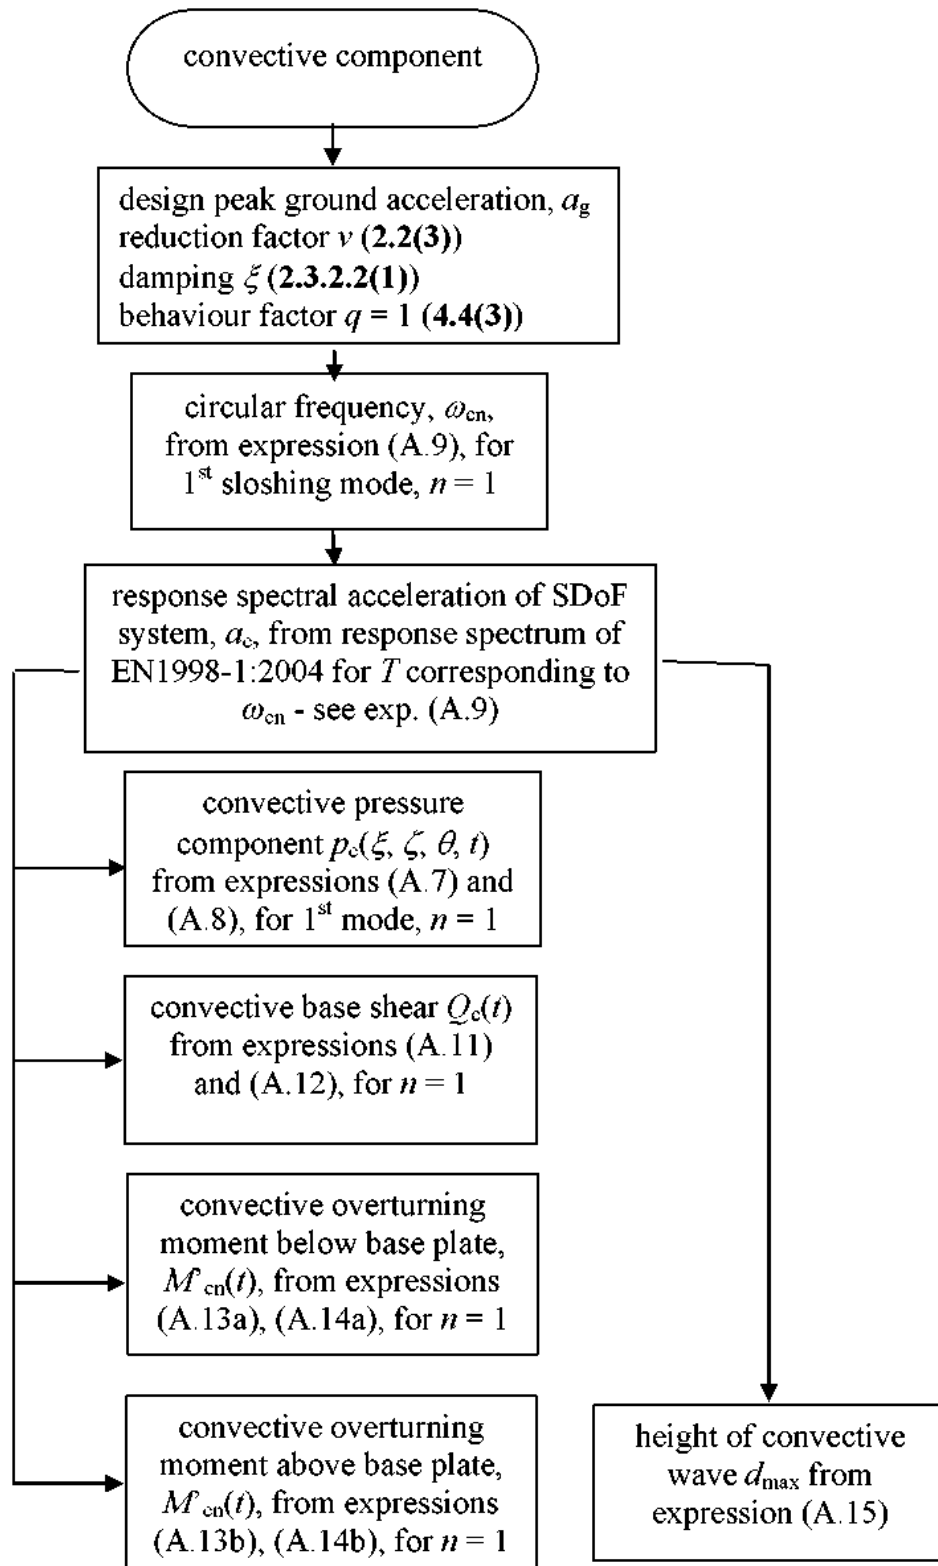 convective component
design peak ground acceleration, ag
reduction factor ν (2.2(3))
damping ξ (2.3.2.2(1))
behaviour factor q = 1 (4.4(3))
circular frequency, ωcn,
from expression (A.9), for
1st sloshing mode, n = 1
response spectral acceleration of SDoF
system, ac, from response spectrum of
EN1998-1:2004 for T corresponding to
ωcn - see exp. (A.9)
convective pressure
component pc(ξ, ζ, θ, t)
from expressions (A.7) and
(A.8), for 1st mode, n = 1
convective base shear Qc(t)
from expressions (A.11)
and (A.12), for n = 1
convective overturning
moment below base plate,
M'cn(t), from expressions
(A.13a), (A.14a), for n = 1
convective overturning
moment above base plate,
M'cn(t), from expressions
(A.13b), (A.14b), for n = 1
height of convective
wave dmax from
expression (A.15)